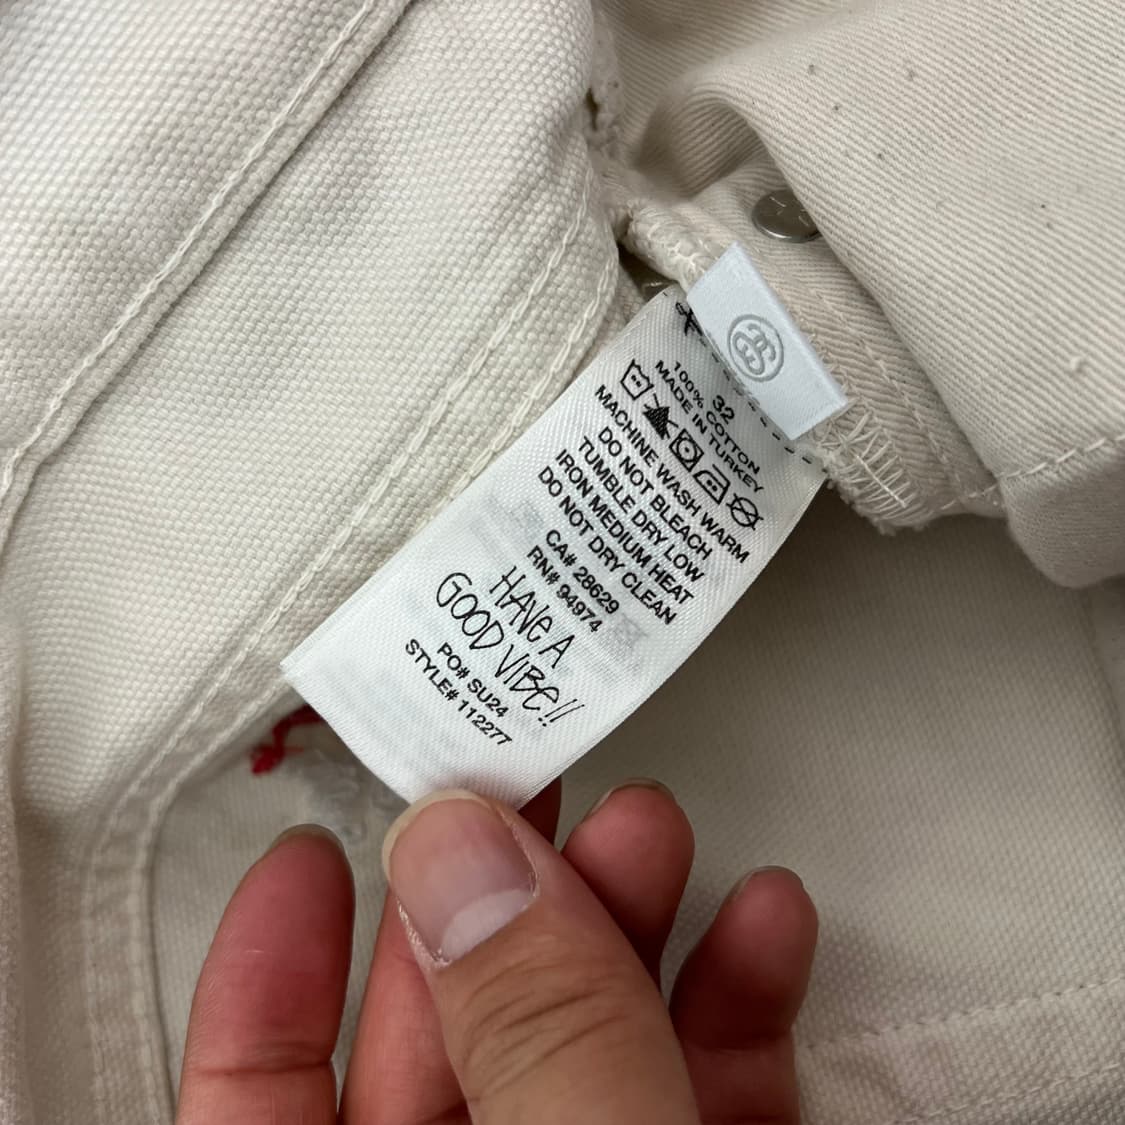 32
100% COTTON
MADE IN TURKEY
MACHINE WASH WARM
DO NOT BLEACH
TUMBLE DRY LOW
IRON MEDIUM HEAT
DO NOT DRY CLEAN
CA# 28629
RN# 94974
HAVE A
GOOD VIBE!!
PO# SU24
STYLE# 112277